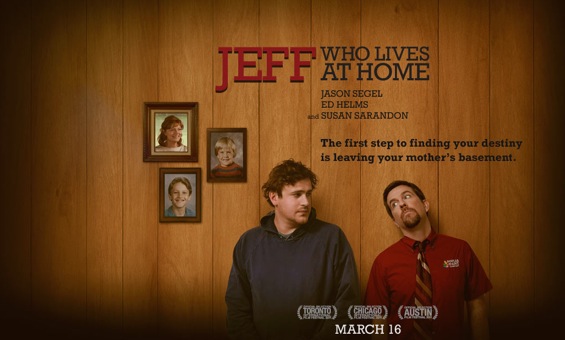 JEFF WHO LIVES
AT HOME
JASON SEGEL
ED HELMS
and SUSAN SARANDON
The first step to finding your destiny
is leaving your mother's basement.
TORONTO
CHICAGO
AUSTIN
MARCH 16